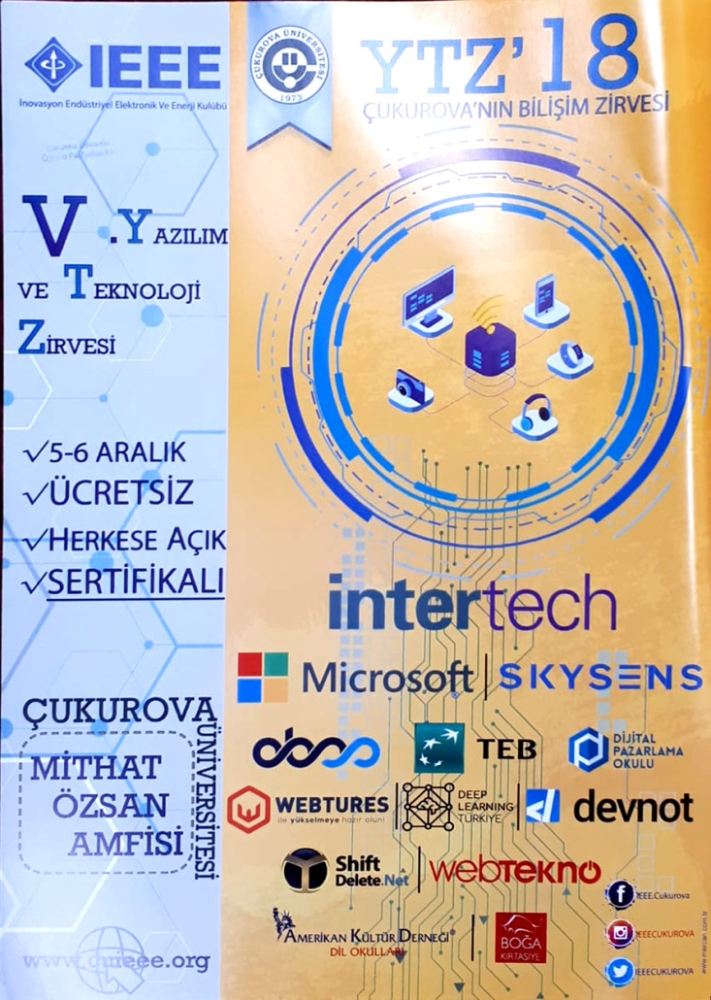 IEEE
İnovasyon Endüstriyel Elektronik Ve Enerji Kulübü
V .YAZILIM
VE TEKNOLOJİ
ZİRVESİ
√5-6 ARALIK
√ÜCRETSİZ
√HERKESE AÇIK
√SERTİFİKALI
ÇUKUROVA
ÜNİVERSİTESİ
MİTHAT
ÖZSAN
AMFİSİ
www.cuieee.org
ÇUKUROVA ÜNİVERSİTESİ
1973
YTZ'18
ÇUKUROVA'NIN BİLİŞİM ZİRVESİ
intertech
Microsoft
SKYSENS
obss
TEB
DİJİTAL
PAZARLAMA
OKULU
WEBTURES
ile yükselmeye hazır olun!
DEEP
LEARNING
TÜRKİYE
devnot
Shift
Delete.Net
webTEKNO
AMERİKAN KÜLTÜR DERNEĞİ
DİL OKULLARI
BOĞA
KIRTASİYE
IEEE.Cukurova
IEEECUKUROVA
IEEECUKUROVA